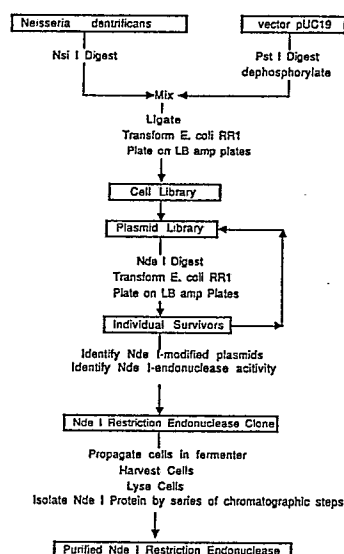 Neisseria dentrificans
vector pUC19
Nsi I Digest
Pst I Digest
dephosphorylate
Mix
Ligate
Transform E. coli RR1
Plate on LB amp plates
Cell Library
Plasmid Library
Nde I Digest
Transform E. coli RR1
Plate on LB amp Plates
Individual Survivors
Identify Nde I-modified plasmids
Identify Nde I-endonuclease acitivity
Nde I Restriction Endonuclease Clone
Propagate cells in fermenter
Harvest Cells
Lyse Cells
Isolate Nde I Protein by series of chromatographic steps
Purified Nde I Restriction Endonuclease